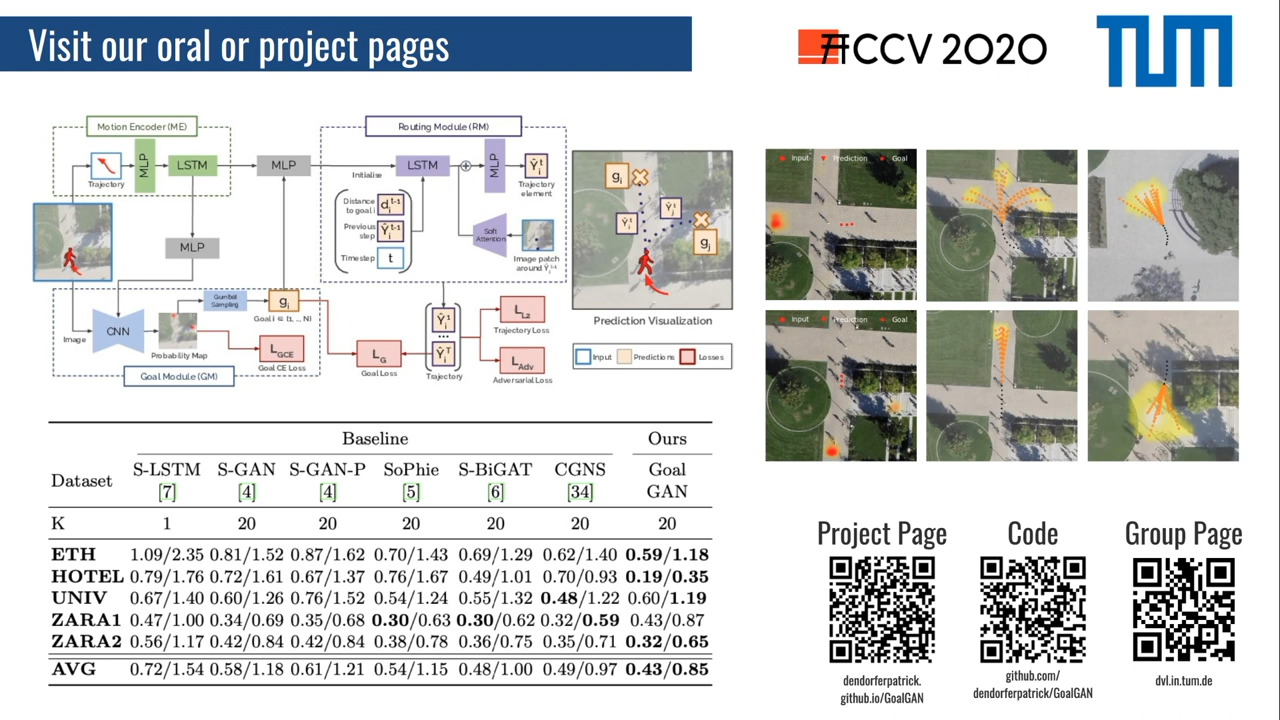 Visit our oral or project pages
ACCV 2020
TUM
Motion Encoder (ME)
Routing Module (RM)
Trajectory
MLP
LSTM
MLP
Initialise
LSTM
MLP
Ŷᵢᵗ
Trajectory element
Distance to goal i
dᵢᵗ⁻¹
Previous step
Ŷᵢᵗ⁻¹
Timestep
t
Soft Attention
Image patch around Ŷᵢᵗ⁻¹
MLP
Image
CNN
Probability Map
Gumbel Sampling
gᵢ
Goal i ∈ {1, .., N}
L_GCE
Goal CE Loss
Goal Module (GM)
L_G
Goal Loss
Ŷᵢ¹
...
Ŷᵢᵀ
Trajectory
L_L2
Trajectory Loss
L_Adv
Adversarial Loss
gᵢ
Ŷᵢᵗ
Ŷⱼᵗ
gⱼ
Prediction Visualization
Input
Predictions
Losses
Input Prediction Goal
Input Prediction Goal
Baseline Ours
Dataset S-LSTM [7] S-GAN [4] S-GAN-P [4] SoPhie [5] S-BiGAT [6] CGNS [34] Goal GAN
K 1 20 20 20 20 20 20
ETH 1.09/2.35 0.81/1.52 0.87/1.62 0.70/1.43 0.69/1.29 0.62/1.40 0.59/1.18
HOTEL 0.79/1.76 0.72/1.61 0.67/1.37 0.76/1.67 0.49/1.01 0.70/0.93 0.19/0.35
UNIV 0.67/1.40 0.60/1.26 0.76/1.52 0.54/1.24 0.55/1.32 0.48/1.22 0.60/1.19
ZARA1 0.47/1.00 0.34/0.69 0.35/0.68 0.30/0.63 0.30/0.62 0.32/0.59 0.43/0.87
ZARA2 0.56/1.17 0.42/0.84 0.42/0.84 0.38/0.78 0.36/0.75 0.35/0.71 0.32/0.65
AVG 0.72/1.54 0.58/1.18 0.61/1.21 0.54/1.15 0.48/1.00 0.49/0.97 0.43/0.85
Project Page
dendorferpatrick.
github.io/GoalGAN
Code
github.com/
dendorferpatrick/GoalGAN
Group Page
dvl.in.tum.de